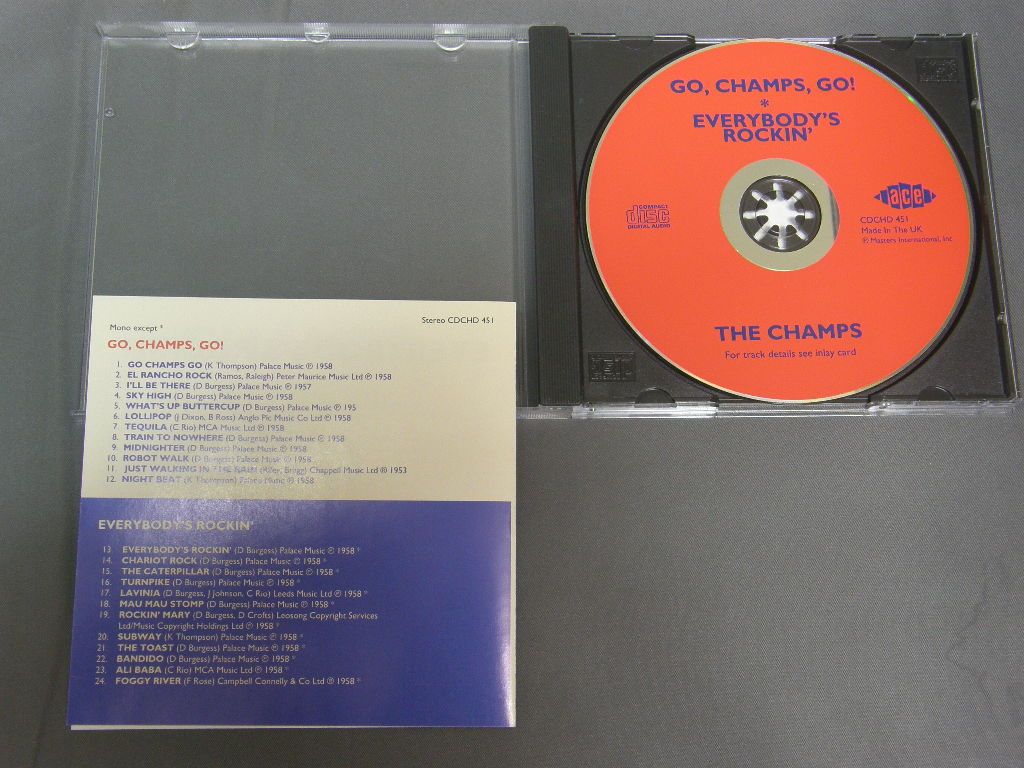 Mono except *
Stereo CDCHD 451
GO, CHAMPS, GO!
1. GO CHAMPS GO (K Thompson) Palace Music ℗ 1958
2. EL RANCHO ROCK (Ramos, Raleigh) Peter Maurice Music Ltd ℗ 1958
3. I'LL BE THERE (D Burgess) Palace Music ℗ 1957
4. SKY HIGH (D Burgess) Palace Music ℗ 1958
5. WHAT'S UP BUTTERCUP (D Burgess) Palace Music ℗ 195
6. LOLLIPOP (J Dixon, B Ross) Anglo Pic Music Co Ltd ℗ 1958
7. TEQUILA (C Rio) MCA Music Ltd ℗ 1958
8. TRAIN TO NOWHERE (D Burgess) Palace Music ℗ 1958
9. MIDNIGHTER (D Burgess) Palace Music ℗ 1958
10. ROBOT WALK (D Burgess) Palace Music ℗ 1958
11. JUST WALKING IN THE RAIN (Riley, Bragg) Chappell Music Ltd ℗ 1953
12. NIGHT BEAT (K Thompson) Palace Music ℗ 1958
EVERYBODY'S ROCKIN'
13. EVERYBODY'S ROCKIN' (D Burgess) Palace Music ℗ 1958 *
14. CHARIOT ROCK (D Burgess) Palace Music ℗ 1958 *
15. THE CATERPILLAR (D Burgess) Palace Music ℗ 1958 *
16. TURNPIKE (D Burgess) Palace Music ℗ 1958 *
17. LAVINIA (D Burgess, J Johnson, C Rio) Leeds Music Ltd ℗ 1958 *
18. MAU MAU STOMP (D Burgess) Palace Music ℗ 1958 *
19. ROCKIN' MARY (D Burgess, D Crofts) Leosong Copyright Services
Ltd/Music Copyright Holdings Ltd ℗ 1958 *
20. SUBWAY (K Thompson) Palace Music ℗ 1958 *
21. THE TOAST (D Burgess) Palace Music ℗ 1958 *
22. BANDIDO (D Burgess) Palace Music ℗ 1958 *
23. ALI BABA (C Rio) MCA Music Ltd ℗ 1958 *
24. FOGGY RIVER (F Rose) Campbell Connelly & Co Ltd ℗ 1958 *
GO, CHAMPS, GO!
*
EVERYBODY'S
ROCKIN'
COMPACT
disc
DIGITAL AUDIO
ace
CDCHD 451
Made In The UK
℗ Masters International, Inc
THE CHAMPS
For track details see inlay card